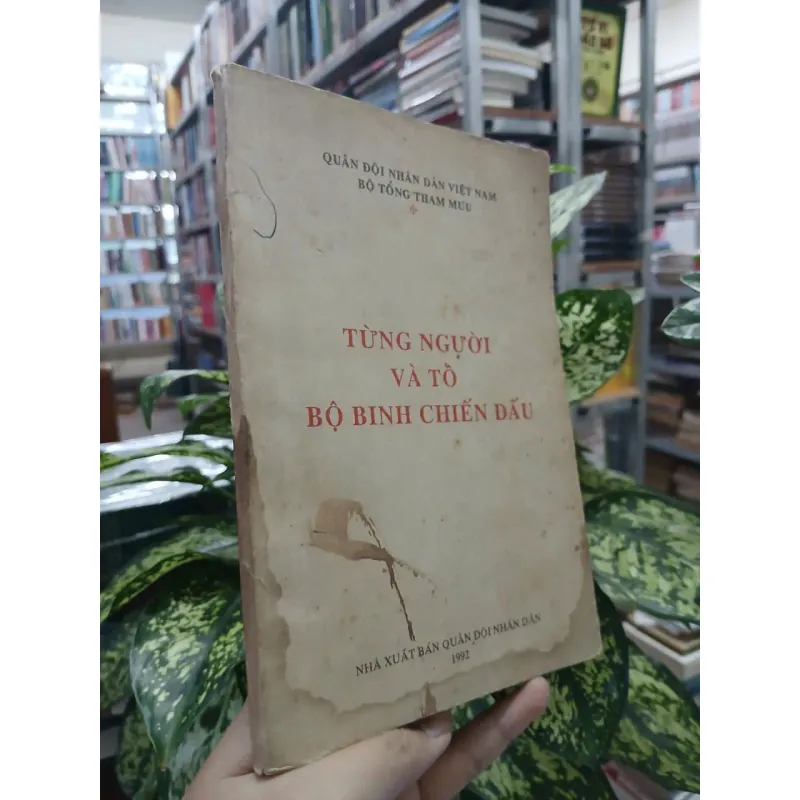 QUÂN ĐỘI NHÂN DÂN VIỆT NAM
BỘ TỔNG THAM MƯU
TỪNG NGƯỜI
VÀ TỔ
BỘ BINH CHIẾN ĐẤU
NHÀ XUẤT BẢN QUÂN ĐỘI NHÂN DÂN
1992